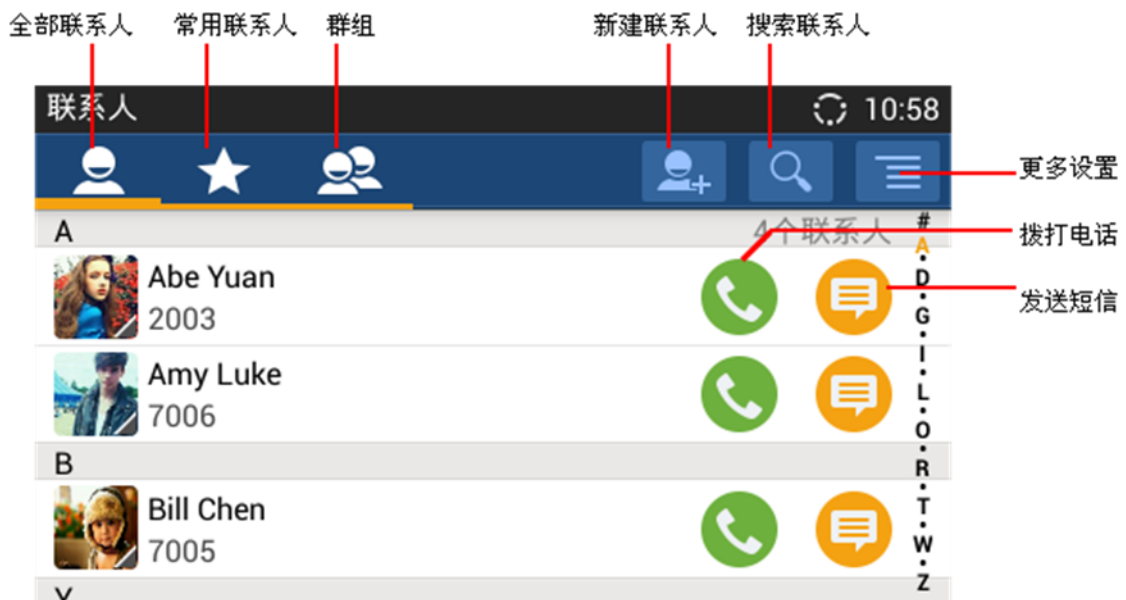 全部联系人 常用联系人 群组 新建联系人 搜索联系人
联系人 10:58
更多设置
A 4个联系人 #
拨打电话
A
Abe Yuan
D
2003
发送短信
G
I
Amy Luke
L
7006
O
B
R
Bill Chen
T
7005
W
Z
Y